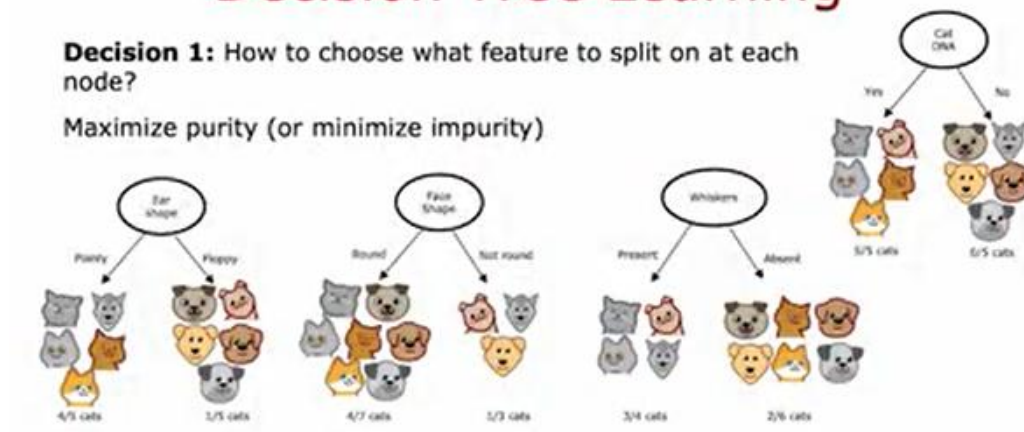 Decision Tree Learning
Decision 1: How to choose what feature to split on at each
node?
Maximize purity (or minimize impurity)
Cat
DNA
Yes
No
5/5 cats
0/5 cats
Ear
shape
Pointy
Floppy
4/5 cats
1/5 cats
Face
Shape
Round
Not round
4/7 cats
1/3 cats
Whiskers
Present
Absent
3/4 cats
2/6 cats